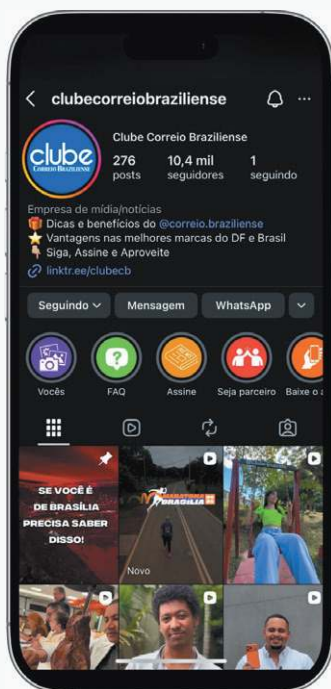 clubecorreiobraziliense
clube
CORREIO BRAZILIENSE
Clube Correio Braziliense
276 10,4 mil 1
posts seguidores seguindo
Empresa de mídia/notícias
Dicas e benefícios do @correio.braziliense
Vantagens nas melhores marcas do DF e Brasil
Siga, Assine e Aproveite
linktr.ee/clubecb
Seguindo Mensagem WhatsApp
Vocês FAQ Assine Seja parceiro Baixe o a
SE VOCÊ É
DE BRASÍLIA
PRECISA SABER
DISSO!
MARATONA
BRASÍLIA
Novo